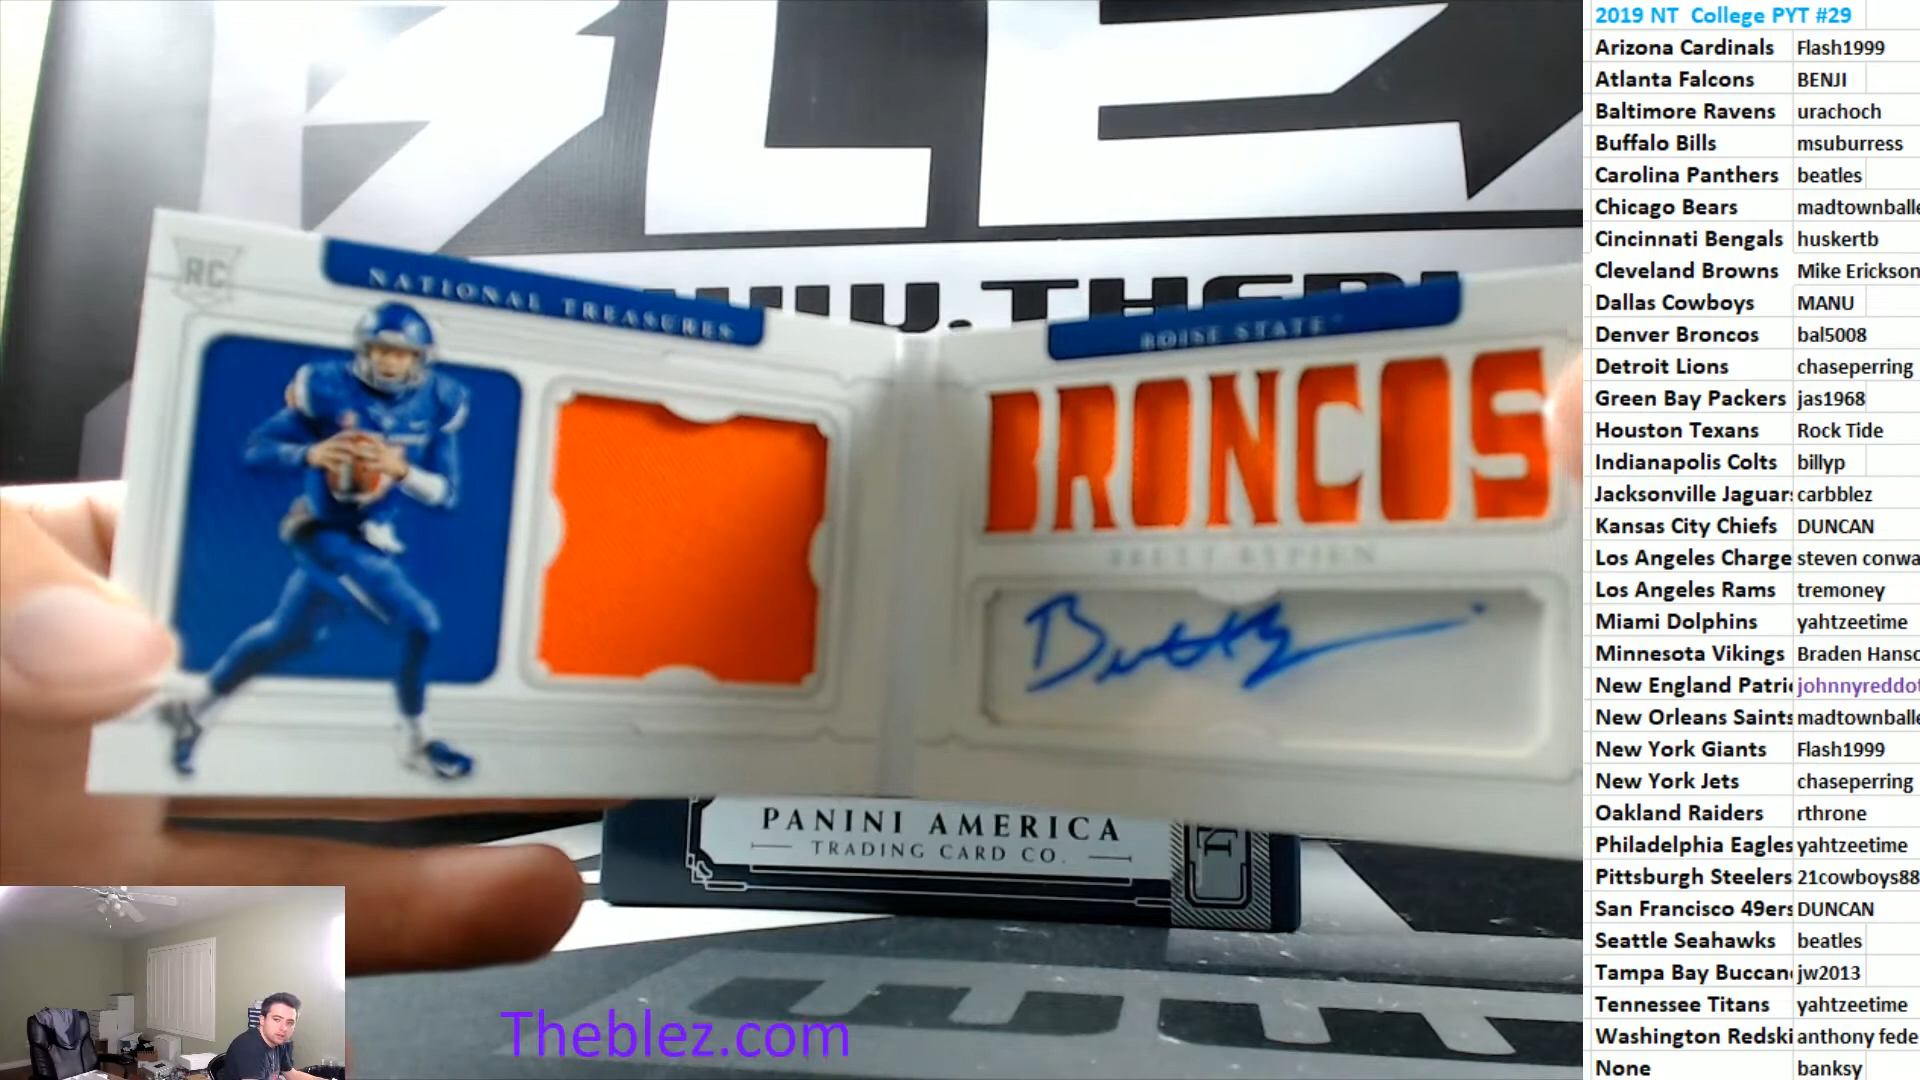 2019 NT College PYT #29
Arizona Cardinals Flash1999
Atlanta Falcons BENJI
Baltimore Ravens urachoch
Buffalo Bills msuburress
Carolina Panthers beatles
Chicago Bears madtownballe
Cincinnati Bengals huskertb
Cleveland Browns Mike Erickson
Dallas Cowboys MANU
Denver Broncos bal5008
Detroit Lions chaseperring
Green Bay Packers jas1968
Houston Texans Rock Tide
Indianapolis Colts billyp
Jacksonville Jaguar carbblez
Kansas City Chiefs DUNCAN
Los Angeles Charge steven conwa
Los Angeles Rams tremoney
Miami Dolphins yahtzeetime
Minnesota Vikings Braden Hanso
New England Patri johnnyreddot
New Orleans Saints madtownballe
New York Giants Flash1999
New York Jets chaseperring
Oakland Raiders rthrone
Philadelphia Eagles yahtzeetime
Pittsburgh Steelers 21cowboys88
San Francisco 49ers DUNCAN
Seattle Seahawks beatles
Tampa Bay Buccan jw2013
Tennessee Titans yahtzeetime
Washington Redski anthony fede
None banksy
BLE
WWW.THEBL
RC
NATIONAL TREASURES
BOISE STATE
BRONCOS
BRETT RYPIEN
PANINI AMERICA
TRADING CARD CO.
Theblez.com